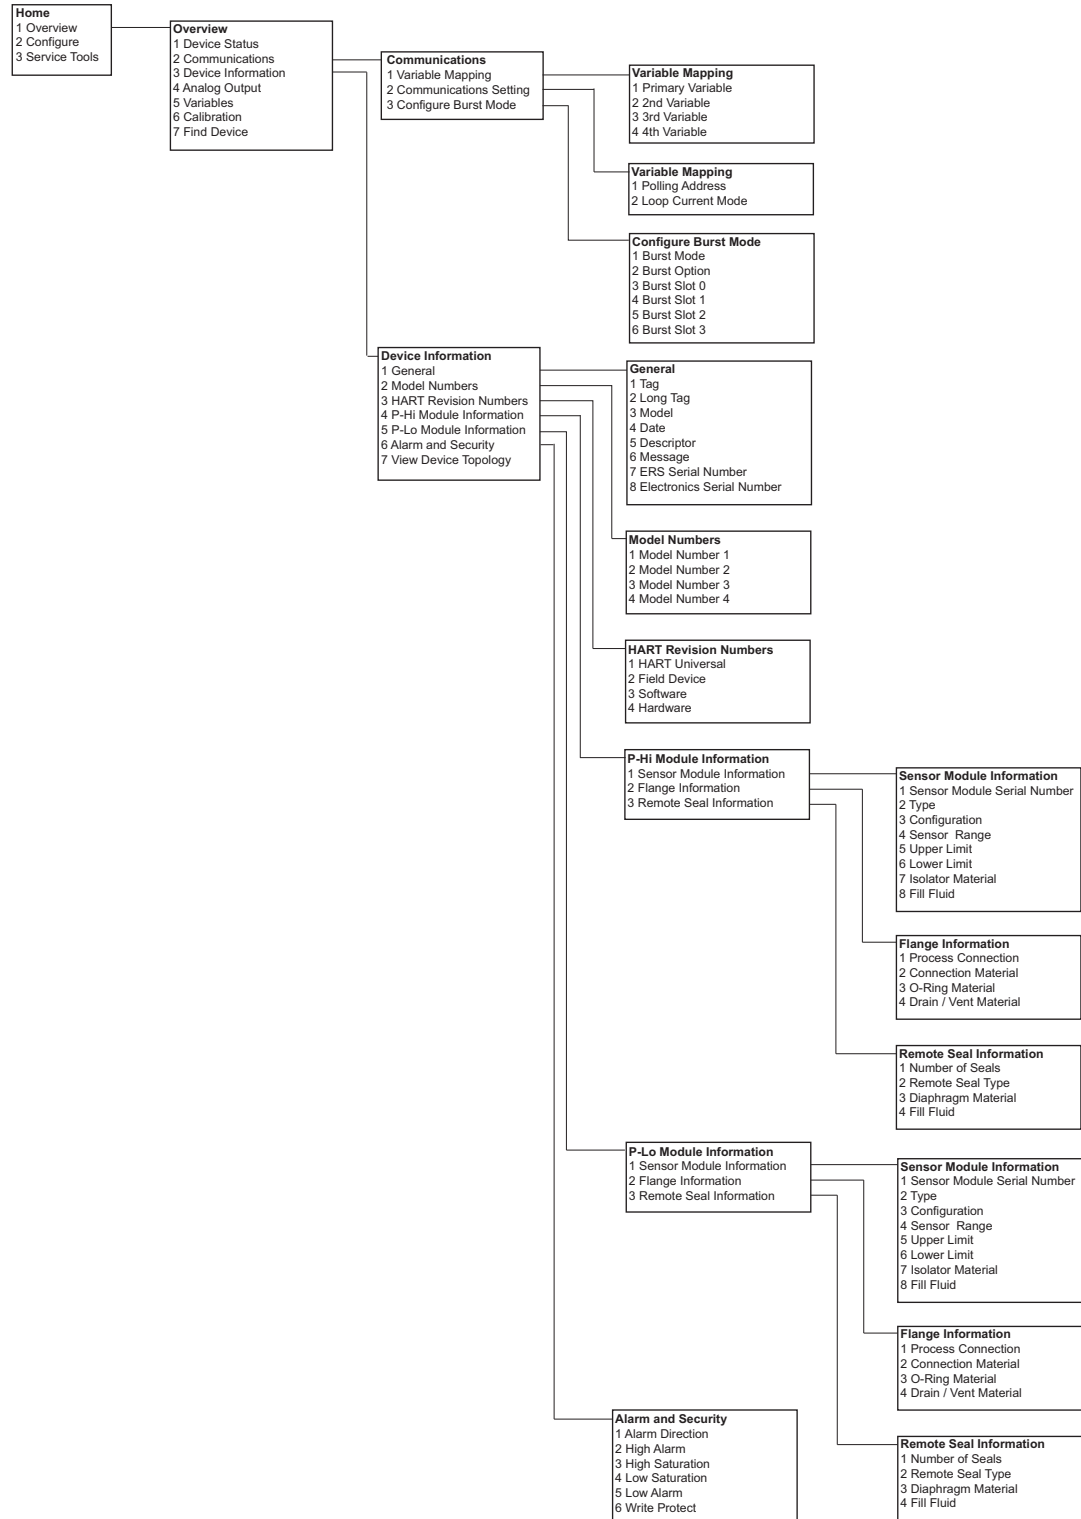 Home
1 Overview
2 Configure
3 Service Tools
Overview
1 Device Status
2 Communications
3 Device Information
4 Analog Output
5 Variables
6 Calibration
7 Find Device
Communications
1 Variable Mapping
2 Communications Setting
3 Configure Burst Mode
Variable Mapping
1 Primary Variable
2 2nd Variable
3 3rd Variable
4 4th Variable
Variable Mapping
1 Polling Address
2 Loop Current Mode
Configure Burst Mode
1 Burst Mode
2 Burst Option
3 Burst Slot 0
4 Burst Slot 1
5 Burst Slot 2
6 Burst Slot 3
Device Information
1 General
2 Model Numbers
3 HART Revision Numbers
4 P-Hi Module Information
5 P-Lo Module Information
6 Alarm and Security
7 View Device Topology
General
1 Tag
2 Long Tag
3 Model
4 Date
5 Descriptor
6 Message
7 ERS Serial Number
8 Electronics Serial Number
Model Numbers
1 Model Number 1
2 Model Number 2
3 Model Number 3
4 Model Number 4
HART Revision Numbers
1 HART Universal
2 Field Device
3 Software
4 Hardware
P-Hi Module Information
1 Sensor Module Information
2 Flange Information
3 Remote Seal Information
Sensor Module Information
1 Sensor Module Serial Number
2 Type
3 Configuration
4 Sensor Range
5 Upper Limit
6 Lower Limit
7 Isolator Material
8 Fill Fluid
Flange Information
1 Process Connection
2 Connection Material
3 O-Ring Material
4 Drain / Vent Material
Remote Seal Information
1 Number of Seals
2 Remote Seal Type
3 Diaphragm Material
4 Fill Fluid
P-Lo Module Information
1 Sensor Module Information
2 Flange Information
3 Remote Seal Information
Sensor Module Information
1 Sensor Module Serial Number
2 Type
3 Configuration
4 Sensor Range
5 Upper Limit
6 Lower Limit
7 Isolator Material
8 Fill Fluid
Flange Information
1 Process Connection
2 Connection Material
3 O-Ring Material
4 Drain / Vent Material
Alarm and Security
1 Alarm Direction
2 High Alarm
3 High Saturation
4 Low Saturation
5 Low Alarm
6 Write Protect
Remote Seal Information
1 Number of Seals
2 Remote Seal Type
3 Diaphragm Material
4 Fill Fluid